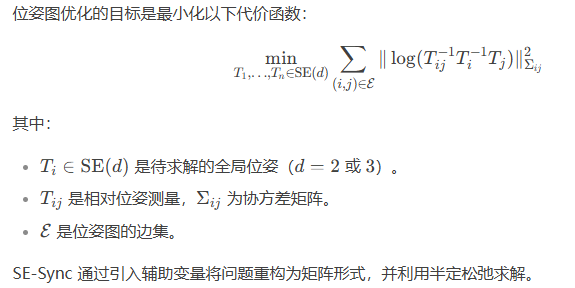 位姿图优化的目标是最小化以下代价函数：
$$\min_{T_1,\ldots,T_n \in \mathrm{SE}(d)} \sum_{(i,j) \in \mathcal{E}} \| \log(T_{ij}^{-1} T_i^{-1} T_j) \|_{\Sigma_{ij}}^2$$
其中：
• $T_i \in \mathrm{SE}(d)$ 是待求解的全局位姿（$d = 2$ 或 $3$）。
• $T_{ij}$ 是相对位姿测量，$\Sigma_{ij}$ 为协方差矩阵。
• $\mathcal{E}$ 是位姿图的边集。
SE-Sync 通过引入辅助变量将问题重构为矩阵形式，并利用半定松弛求解。